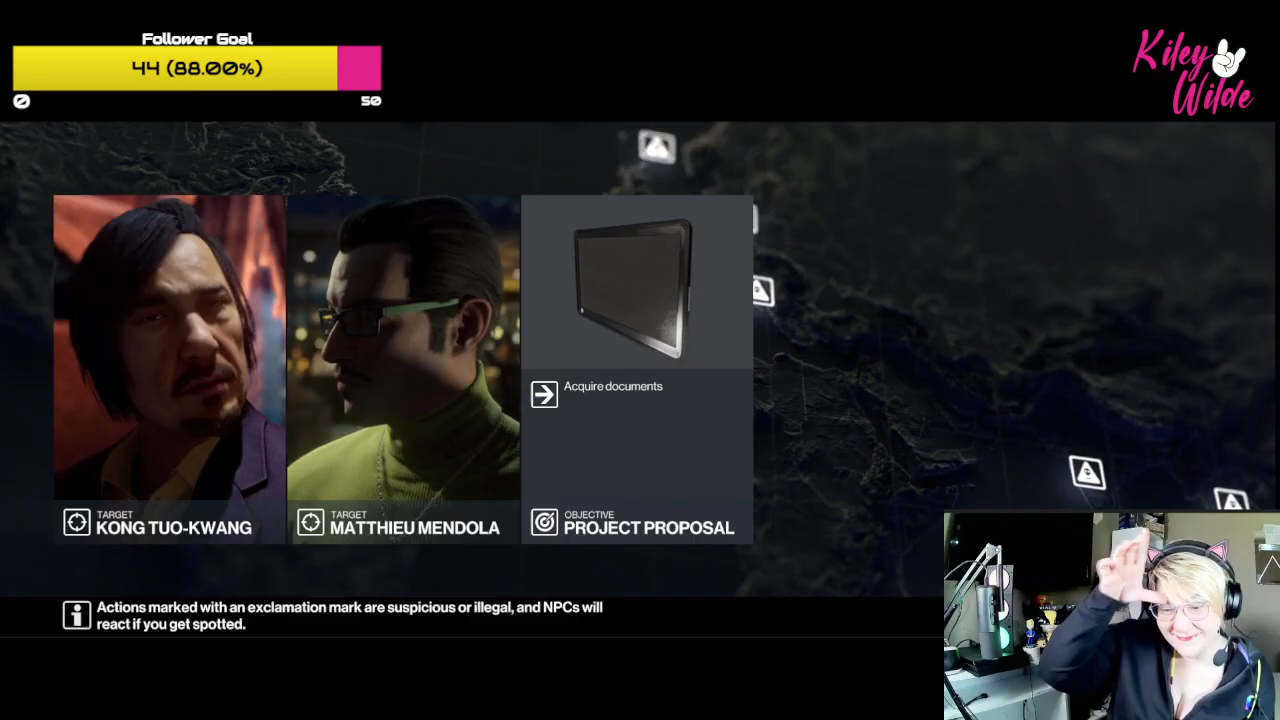 Follower Goal
44 (88.00%)
0
50
Kiley
Wilde
Acquire documents
TARGET
KONG TUO-KWANG
TARGET
MATTHIEU MENDOLA
OBJECTIVE
PROJECT PROPOSAL
Actions marked with an exclamation mark are suspicious or illegal, and NPCs will
react if you get spotted.